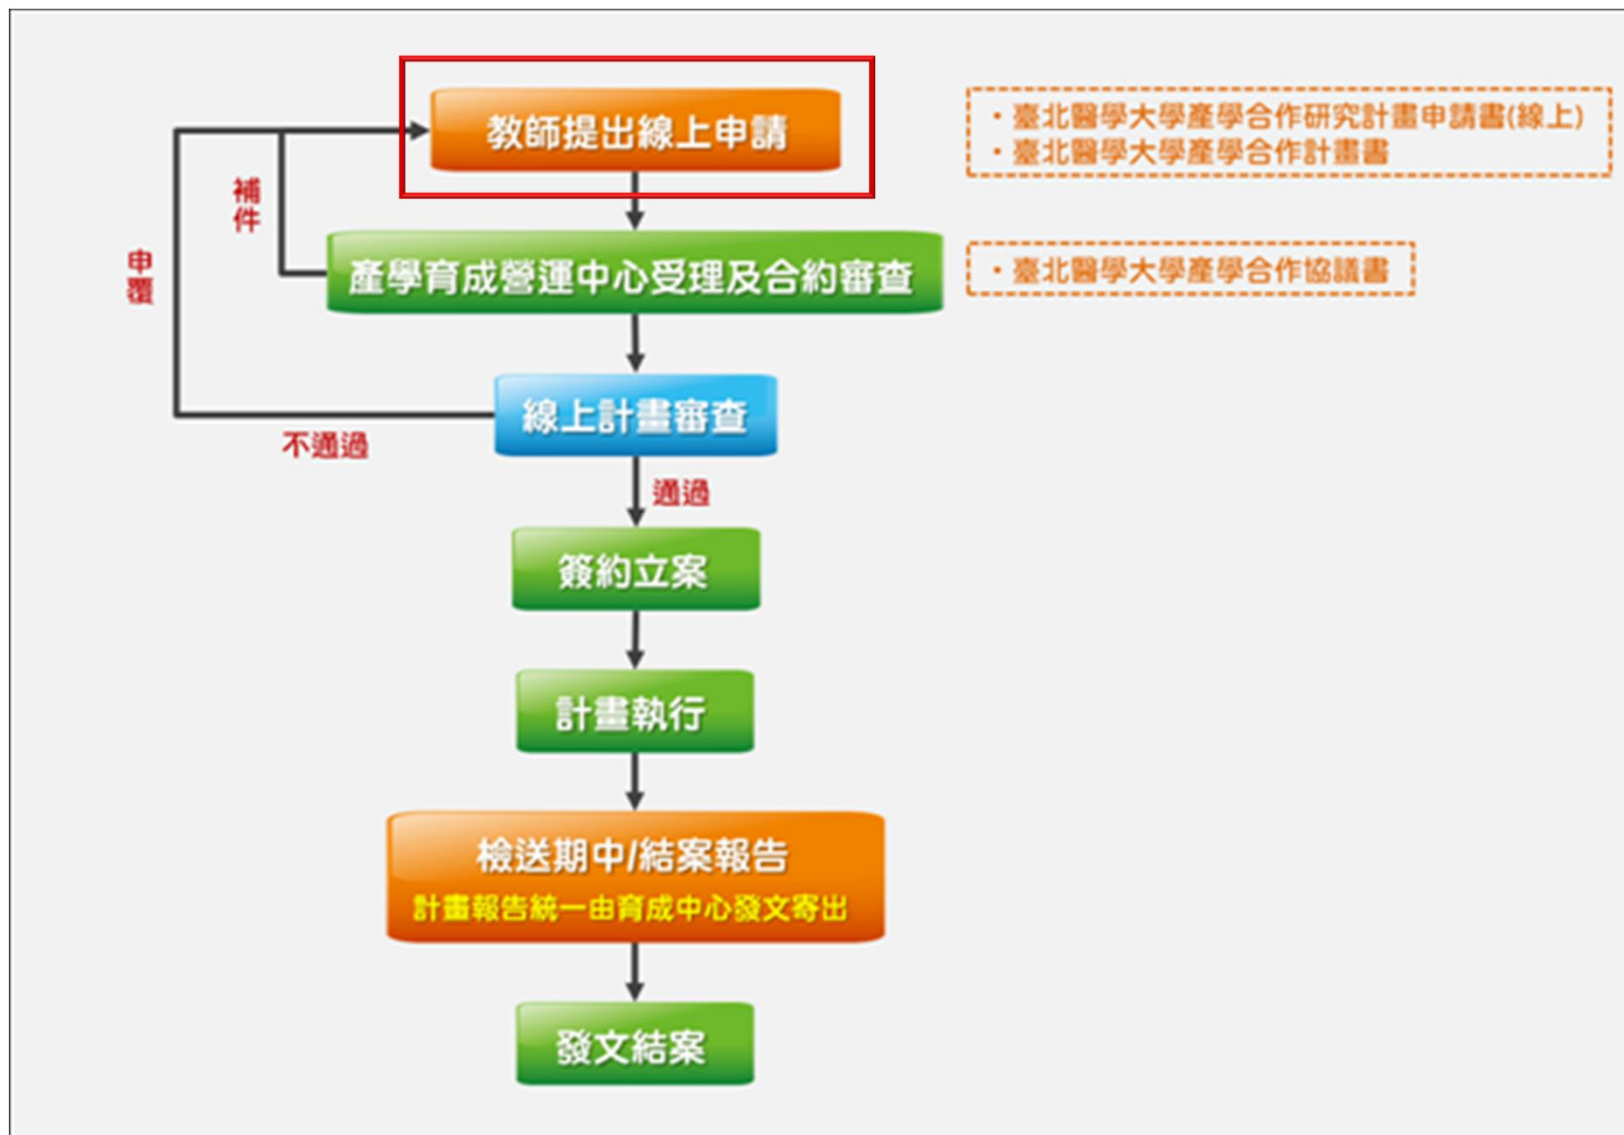 教師提出線上申請
・臺北醫學大學產學合作研究計畫申請書(線上)
・臺北醫學大學產學合作計畫書
補件
申覆
產學育成營運中心受理及合約審查
・臺北醫學大學產學合作協議書
線上計畫審查
不通過
通過
簽約立案
計畫執行
檢送期中/結案報告
計畫報告統一由育成中心發文寄出
發文結案